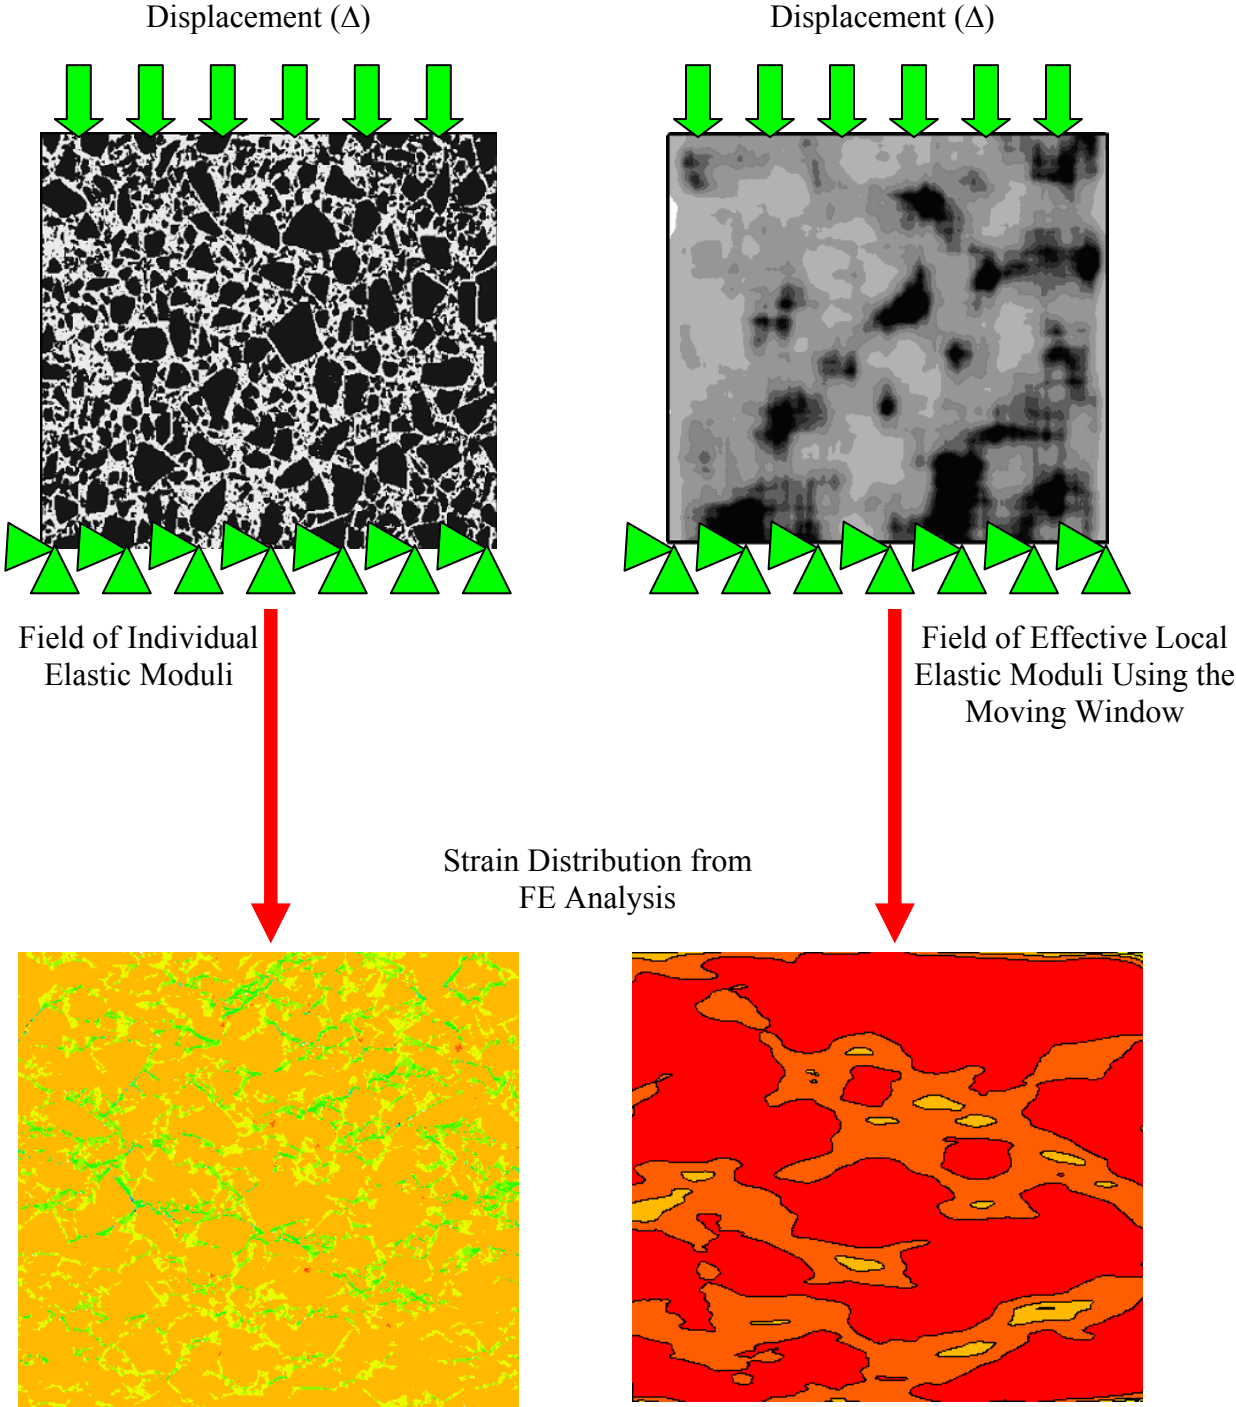 Displacement (Δ)
Displacement (Δ)
Field of Individual
Elastic Moduli
Field of Effective Local
Elastic Moduli Using the
Moving Window
Strain Distribution from
FE Analysis